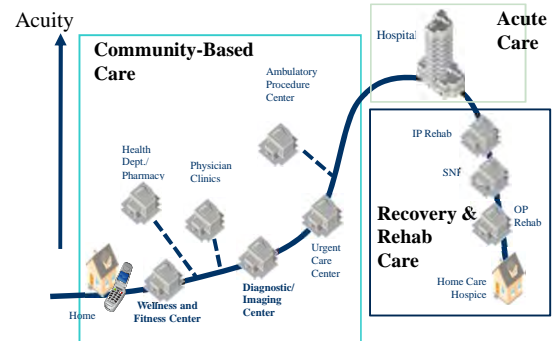 Acuity
Community-Based
Care
Acute
Care
Hospital
Ambulatory
Procedure
Center
Health
Dept./
Pharmacy
Physician
Clinics
IP Rehab
SNF
OP
Rehab
Recovery &
Rehab
Care
Urgent
Care
Center
Home Care
Hospice
Diagnostic/
Imaging
Center
Wellness and
Fitness Center
Home